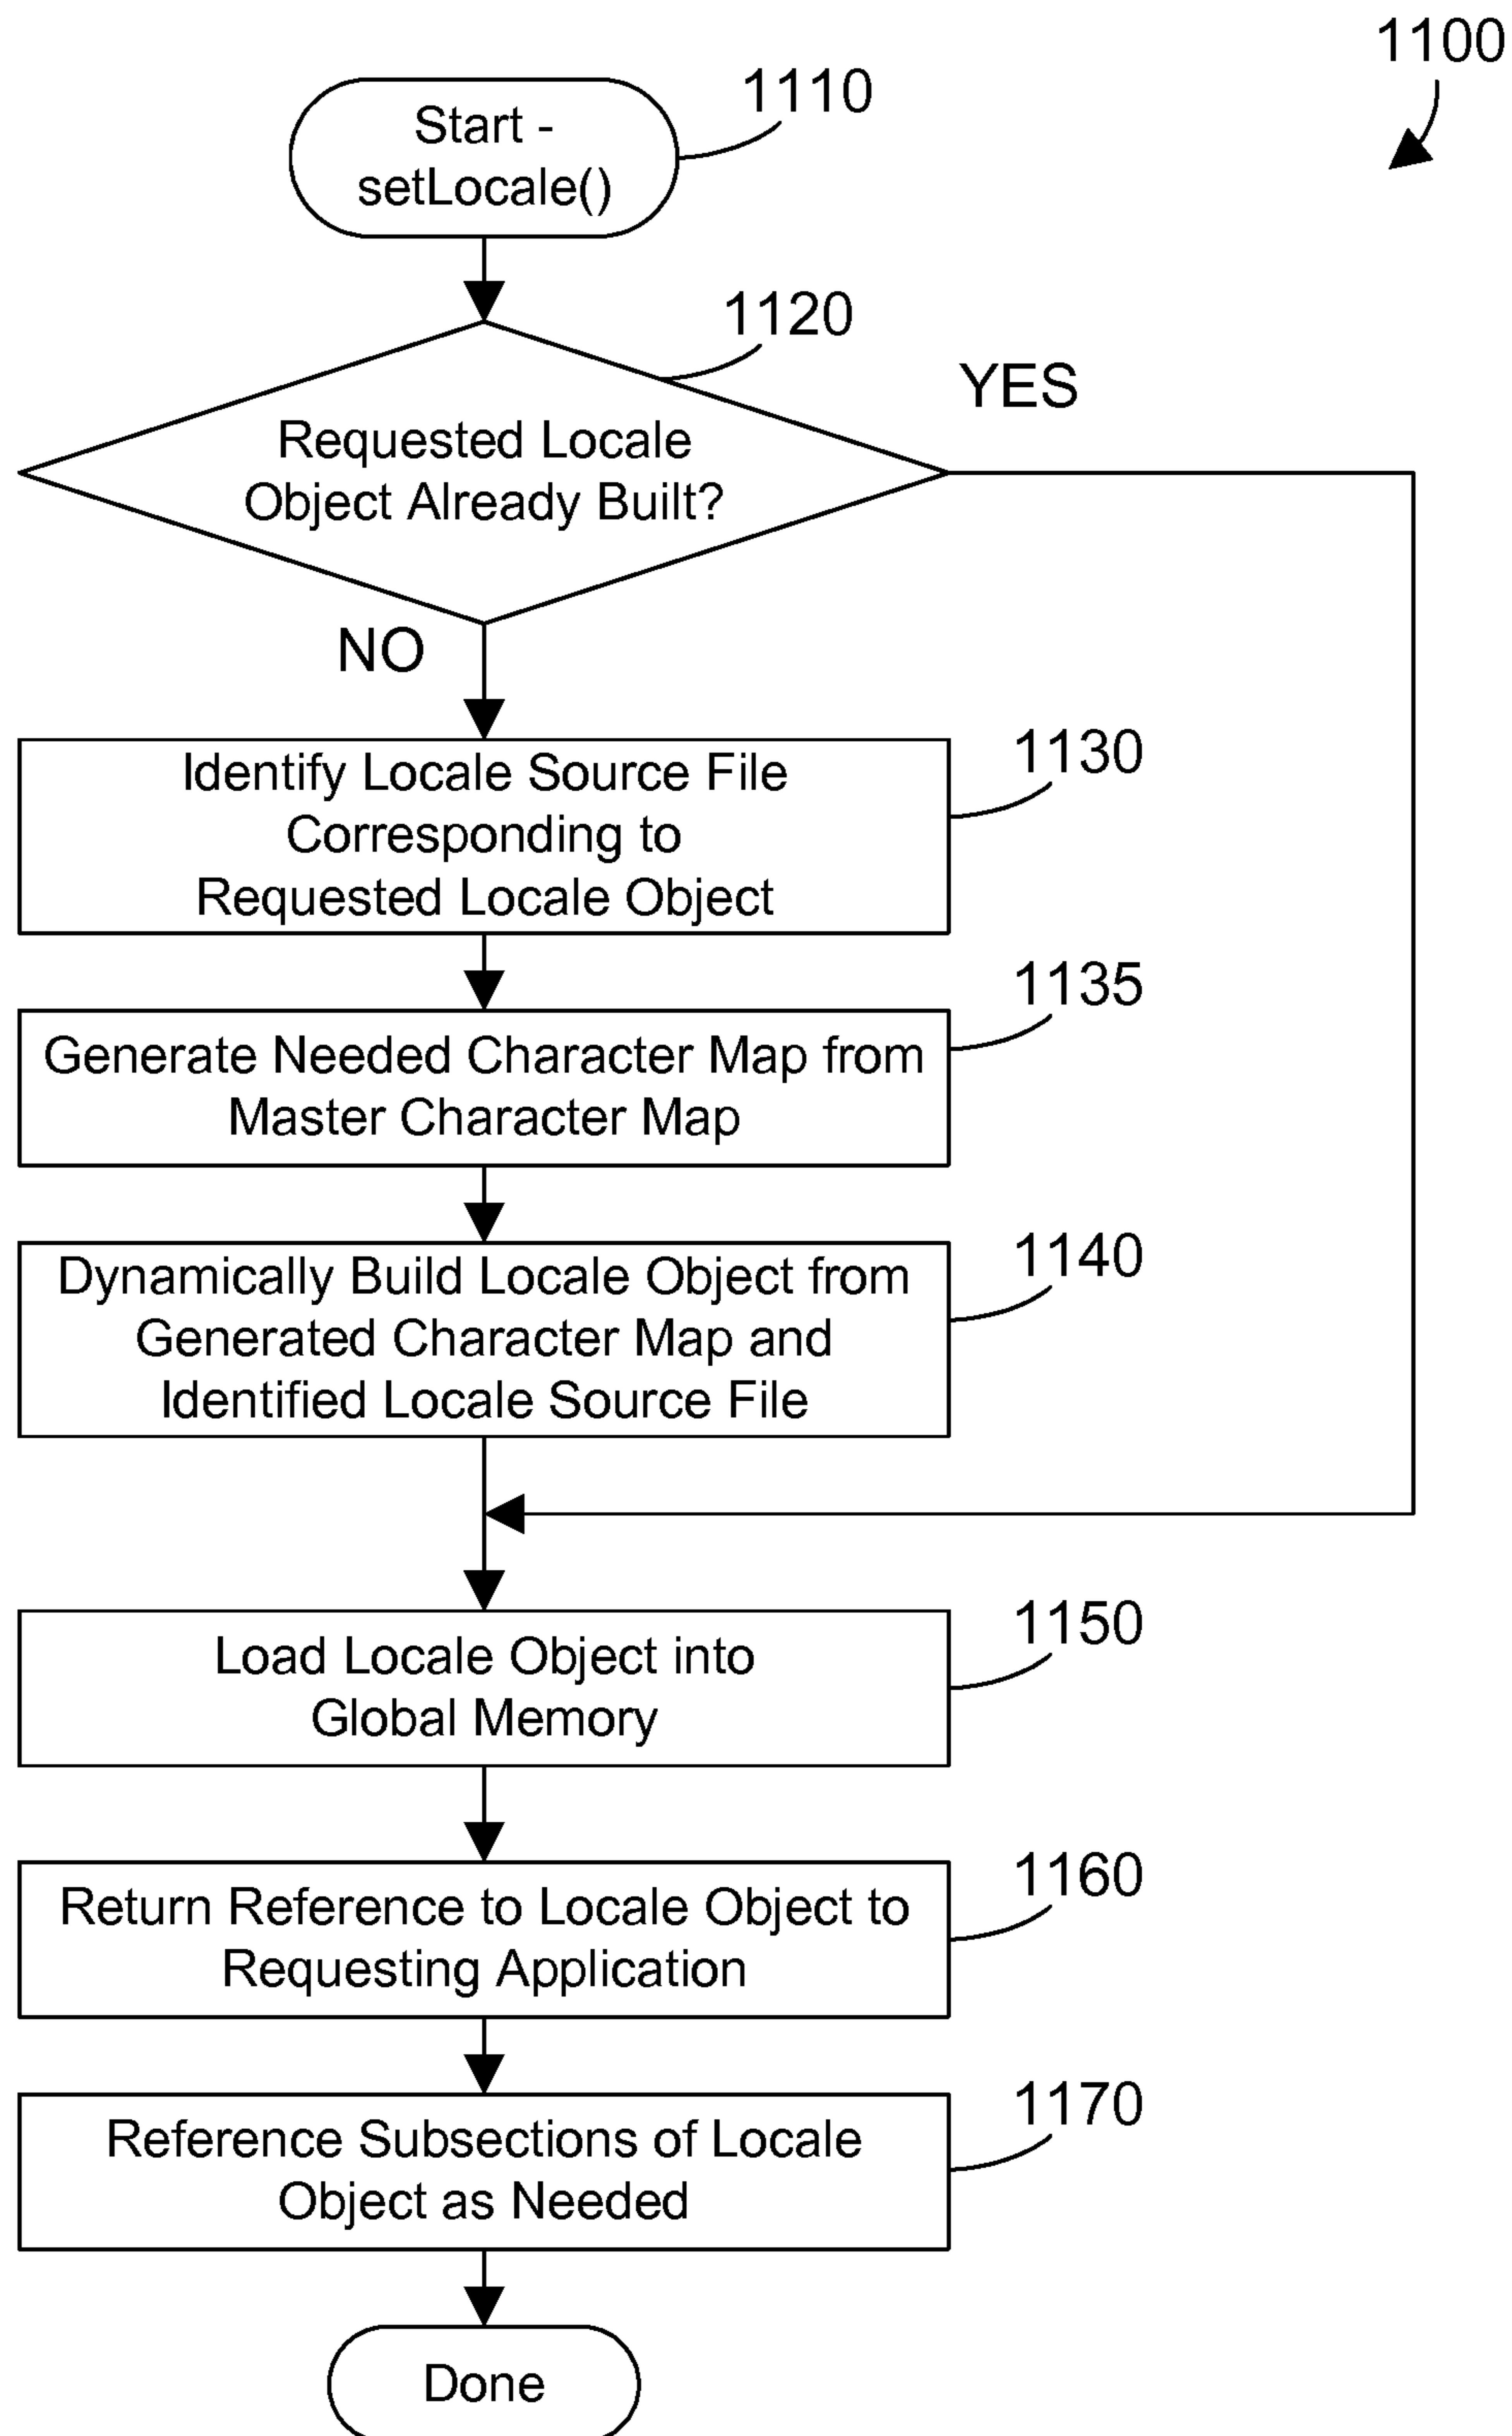 1100
Start -
setLocale()
1110
1120
YES
Requested Locale
Object Already Built?
NO
Identify Locale Source File
Corresponding to
Requested Locale Object
1130
Generate Needed Character Map from
Master Character Map
1135
Dynamically Build Locale Object from
Generated Character Map and
Identified Locale Source File
1140
Load Locale Object into
Global Memory
1150
Return Reference to Locale Object to
Requesting Application
1160
Reference Subsections of Locale
Object as Needed
1170
Done